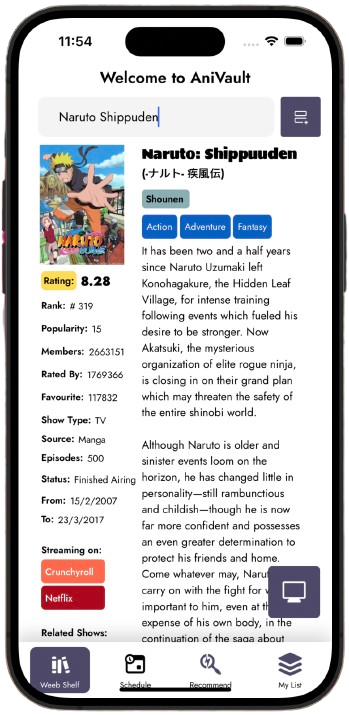 11:54
Welcome to AniVault
Naruto Shippuden
Naruto: Shippuuden
(-ナルト- 疾風伝)
Shounen
Action Adventure Fantasy
It has been two and a half years
since Naruto Uzumaki left
Konohagakure, the Hidden Leaf
Village, for intense training
following events which fueled his
desire to be stronger. Now
Akatsuki, the mysterious
organization of elite rogue ninja,
is closing in on their grand plan
which may threaten the safety of
the entire shinobi world.
Although Naruto is older and
sinister events loom on the
horizon, he has changed little in
personality—still rambunctious
and childish—though he is now
far more confident and possesses
an even greater determination to
protect his friends and home.
Come whatever may,
carry on with the fight for
important to him, even at
expense of his own body, in the
continuation of the saga about
NARUTO
Rating: 8.28
Rank: # 319
Popularity: 15
Members: 2663151
Rated By: 1769366
Favourite: 117832
Show Type: TV
Source: Manga
Episodes: 500
Status: Finished Airing
From: 15/2/2007
To: 23/3/2017
Streaming on:
Crunchyroll
Netflix
Related Shows:
Weeb Shelf Schedule Recommend My List